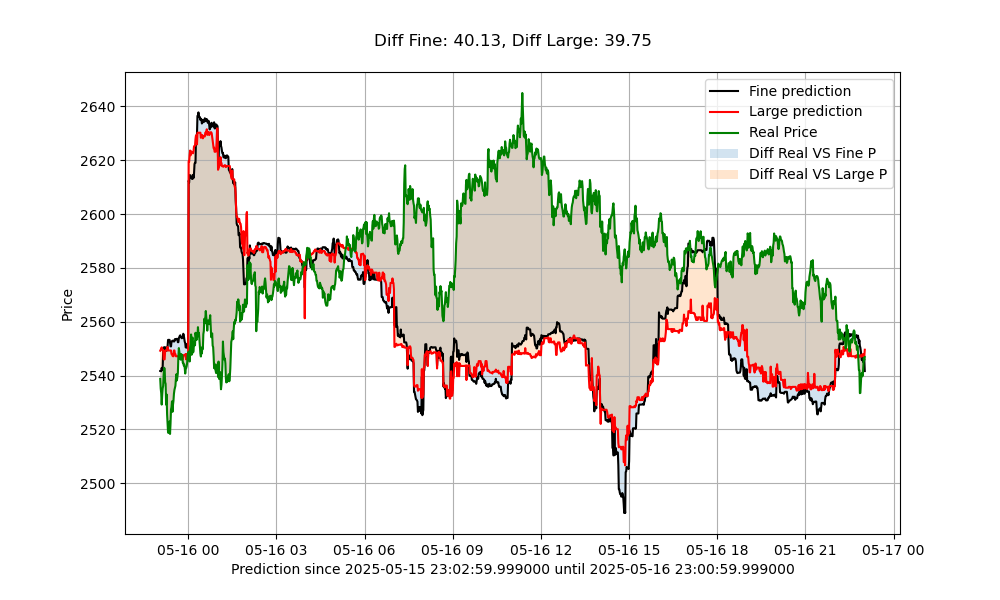 Diff Fine: 40.13, Diff Large: 39.75
Fine prediction
Large prediction
Real Price
Diff Real VS Fine P
Diff Real VS Large P
Price
2640
2620
2600
2580
2560
2540
2520
2500
05-16 00 05-16 03 05-16 06 05-16 09 05-16 12 05-16 15 05-16 18 05-16 21 05-17 00
Prediction since 2025-05-15 23:02:59.999000 until 2025-05-16 23:00:59.999000